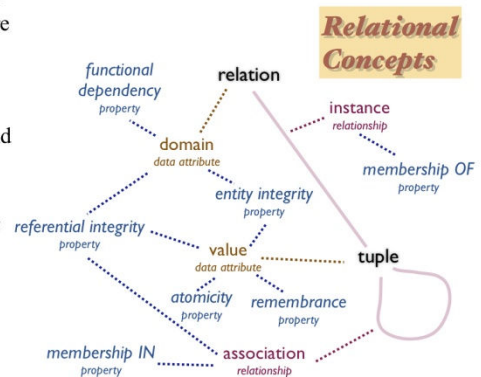 re
Relational
Concepts
functional
dependency
property
relation
instance
relationship
d
domain
data attribute
membership OF
property
entity integrity
property
referential integrity
property
value
data attribute
tuple
atomicity
property
remembrance
property
membership IN
property
association
relationship